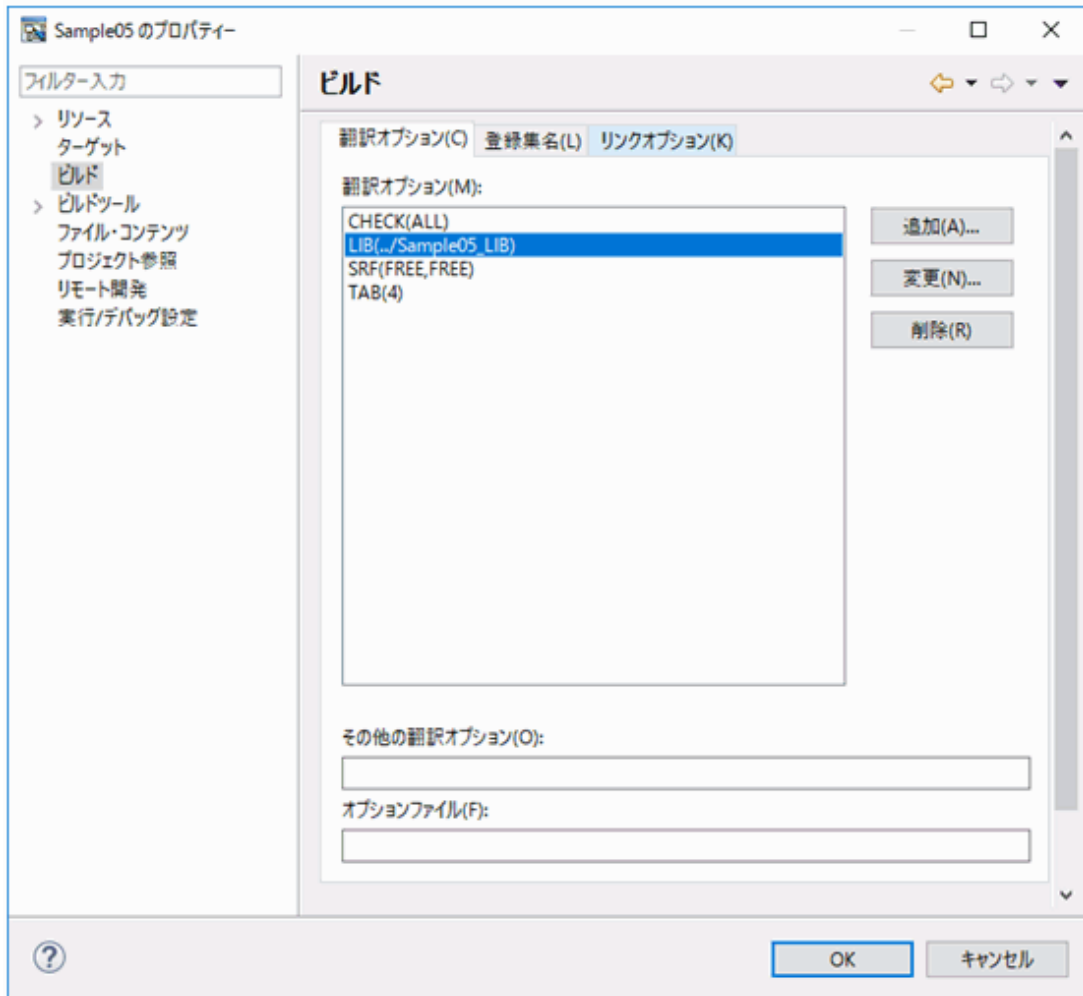 Sample05 のプロパティー
フィルター入力
リソース
ターゲット
ビルド
ビルドツール
ファイル・コンテンツ
プロジェクト参照
リモート開発
実行/デバッグ設定
ビルド
翻訳オプション(C) 登録集名(L) リンクオプション(K)
翻訳オプション(M):
CHECK(ALL)
LIB(../Sample05_LIB)
SRF(FREE,FREE)
TAB(4)
追加(A)...
変更(N)...
削除(R)
その他の翻訳オプション(O):
オプションファイル(F):
?
OK キャンセル